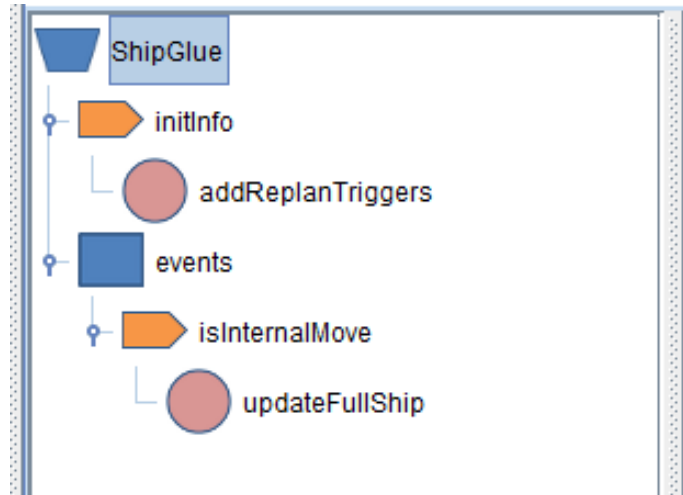 ShipGlue
initInfo
addReplanTriggers
events
isInternalMove
updateFullShip